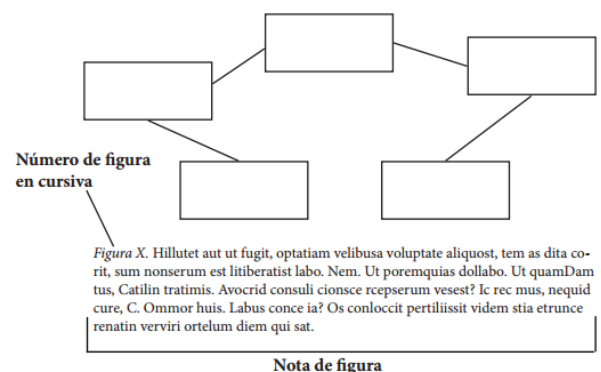 Número de figura
en cursiva
Figura X. Hillutet aut ut fugit, optatiam velibusa voluptate aliquost, tem as dita co-
rit, sum nonserum est litiberatist labo. Nem. Ut poremquias dollabo. Ut quamDam
tus, Catilin tratimis. Avocrid consuli cionsce rcepserum vesest? Ic rec mus, nequid
cure, C. Ommor huis. Labus conce ia? Os conloccit pertiliissit videm stia etrunce
renatin verviri ortelum diem qui sat.
Nota de figura